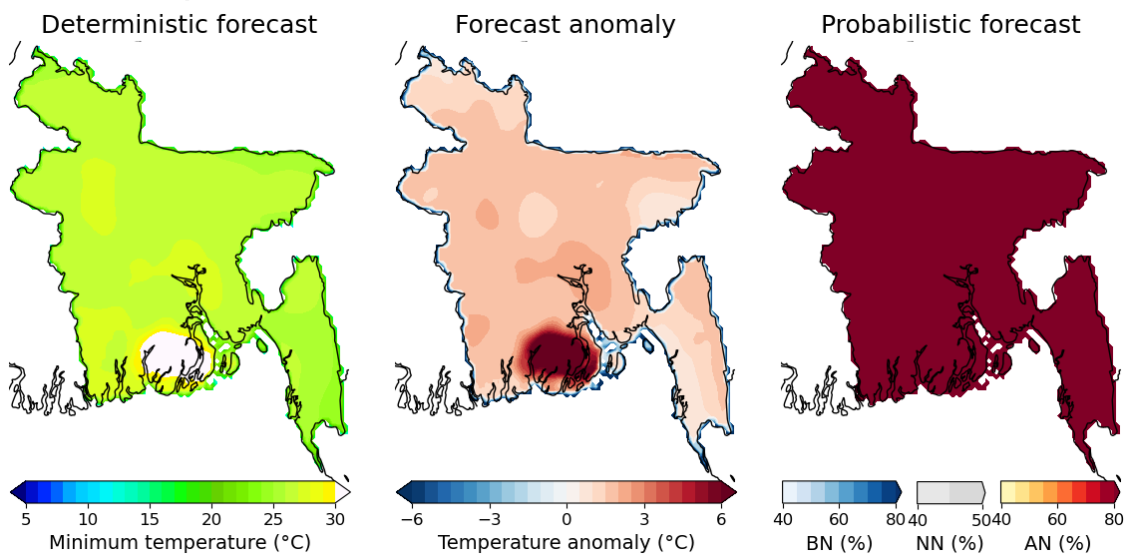 Deterministic forecast Forecast anomaly Probabilistic forecast
5 10 15 20 25 30 −6 −3 0 3 6 40 60 80 40 50 40 60 80
Minimum temperature (°C) Temperature anomaly (°C) BN (%) NN (%) AN (%)